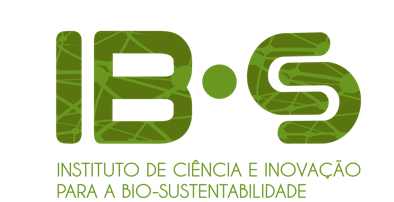 IB•S
INSTITUTO DE CIÊNCIA E INOVAÇÃO
PARA A BIO-SUSTENTABILIDADE